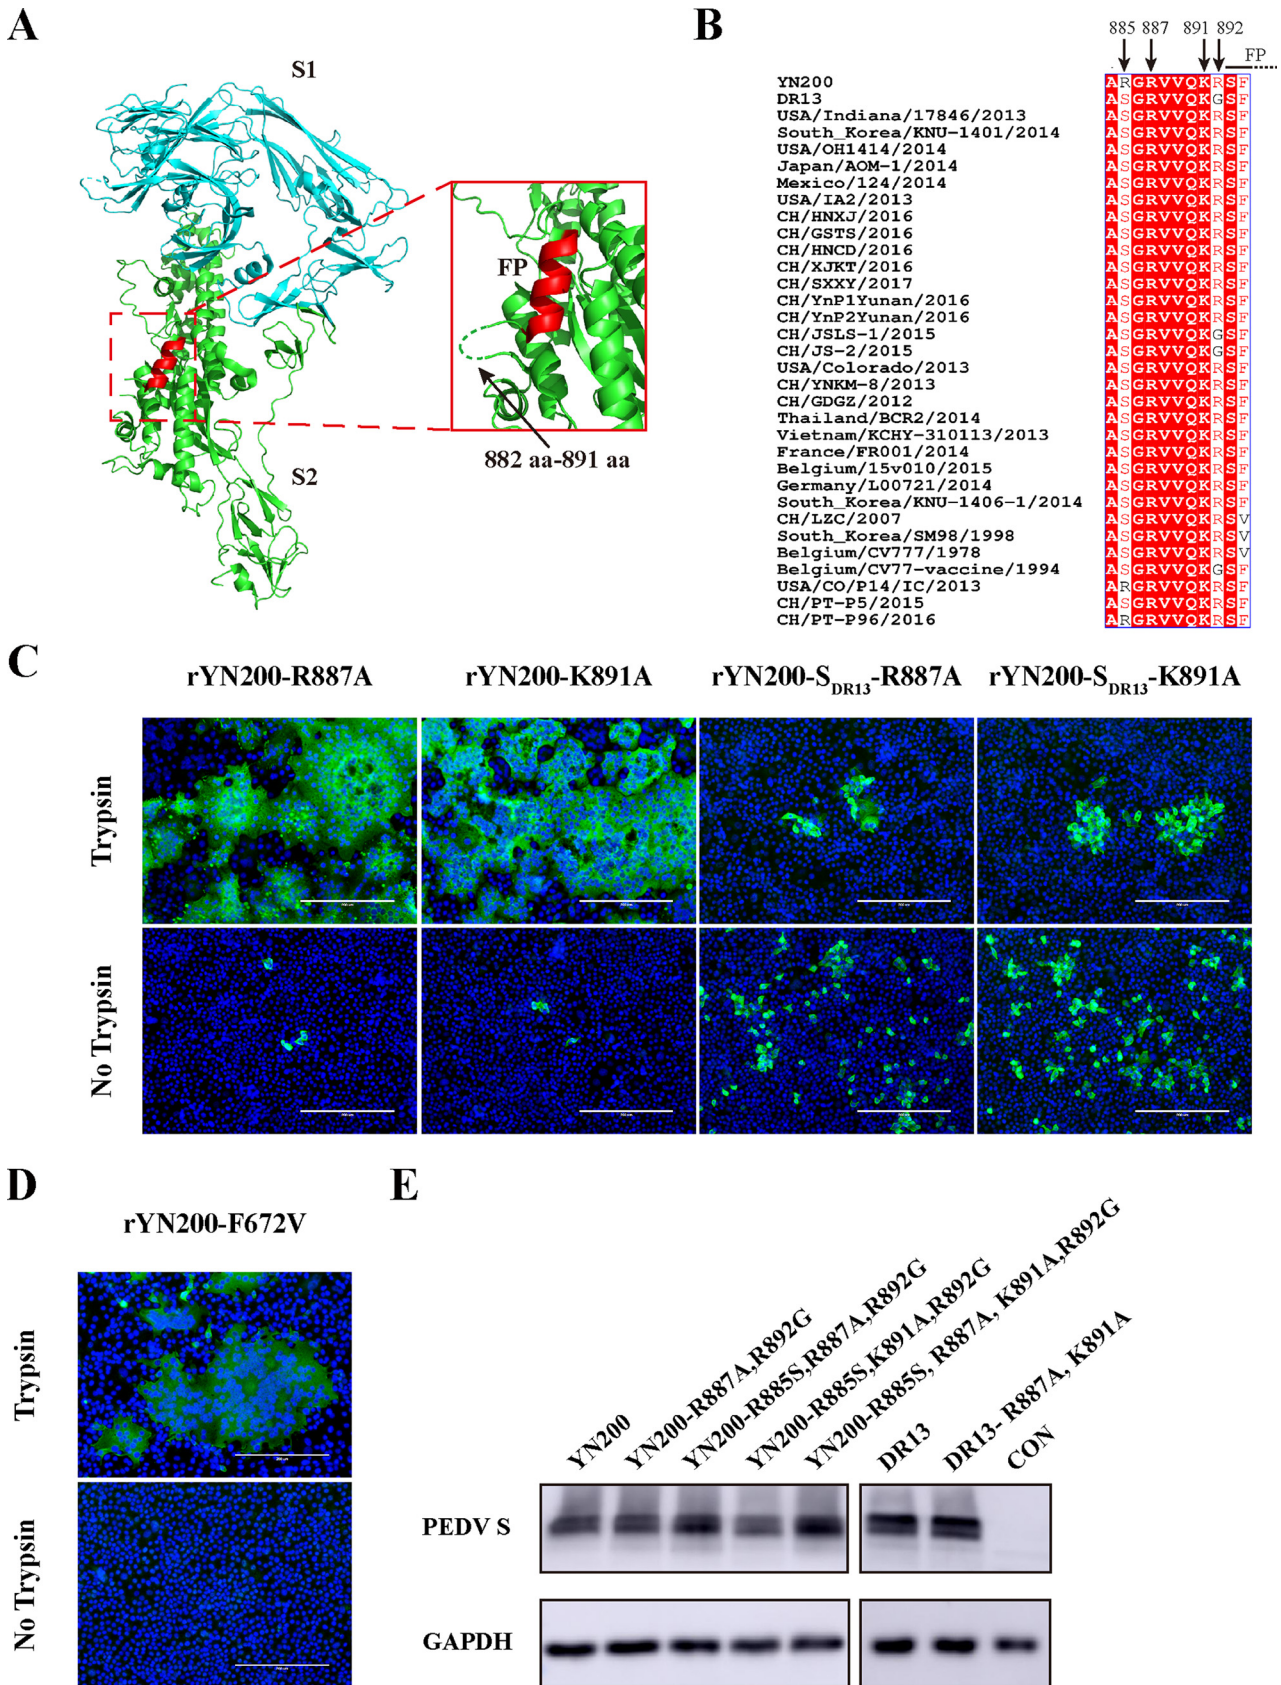 A
S1
FP
882 aa-891 aa
S2
B
885 887 891 892
FP
YN200 ARGRVVQKRSF
DR13 ASGRVVQKGSF
USA/Indiana/17846/2013 ASGRVVQKRSF
South_Korea/KNU-1401/2014 ASGRVVQKRSF
USA/OH1414/2014 ASGRVVQKRSF
Japan/AOM-1/2014 ASGRVVQKRSF
Mexico/124/2014 ASGRVVQKRSF
USA/IA2/2013 ASGRVVQKRSF
CH/HNXJ/2016 ASGRVVQKRSF
CH/GSTS/2016 ASGRVVQKRSF
CH/HNCD/2016 ASGRVVQKRSF
CH/XJKT/2016 ASGRVVQKRSF
CH/SXXY/2017 ASGRVVQKRSF
CH/YnP1Yunan/2016 ASGRVVQKRSF
CH/YnP2Yunan/2016 ASGRVVQKRSF
CH/JSLS-1/2015 ASGRVVQKGSF
CH/JS-2/2015 ASGRVVQKGSF
USA/Colorado/2013 ASGRVVQKRSF
CH/YNKM-8/2013 ASGRVVQKRSF
CH/GDGZ/2012 ASGRVVQKRSF
Thailand/BCR2/2014 ASGRVVQKRSF
Vietnam/KCHY-310113/2013 ASGRVVQKRSF
France/FR001/2014 ASGRVVQKRSF
Belgium/15v010/2015 ASGRVVQKRSF
Germany/L00721/2014 ASGRVVQKRSF
South_Korea/KNU-1406-1/2014 ASGRVVQKRSF
CH/LZC/2007 ASGRVVQKRSV
South_Korea/SM98/1998 ASGRVVQKRSV
Belgium/CV777/1978 ASGRVVQKRSV
Belgium/CV77-vaccine/1994 ASGRVVQKGSF
USA/CO/P14/IC/2013 ARGRVVQKRSF
CH/PT-P5/2015 ASGRVVQKRSF
CH/PT-P96/2016 ARGRVVQKRSF
C
rYN200-R887A rYN200-K891A rYN200-SDR13-R887A rYN200-SDR13-K891A
Trypsin
No Trypsin
D
rYN200-F672V
Trypsin
No Trypsin
E
YN200
YN200-R887A,R892G
YN200-R885S,R887A,R892G
YN200-R885S,K891A,R892G
YN200-R885S, R887A, K891A,R892G
DR13
DR13- R887A, K891A
CON
PEDV S
GAPDH